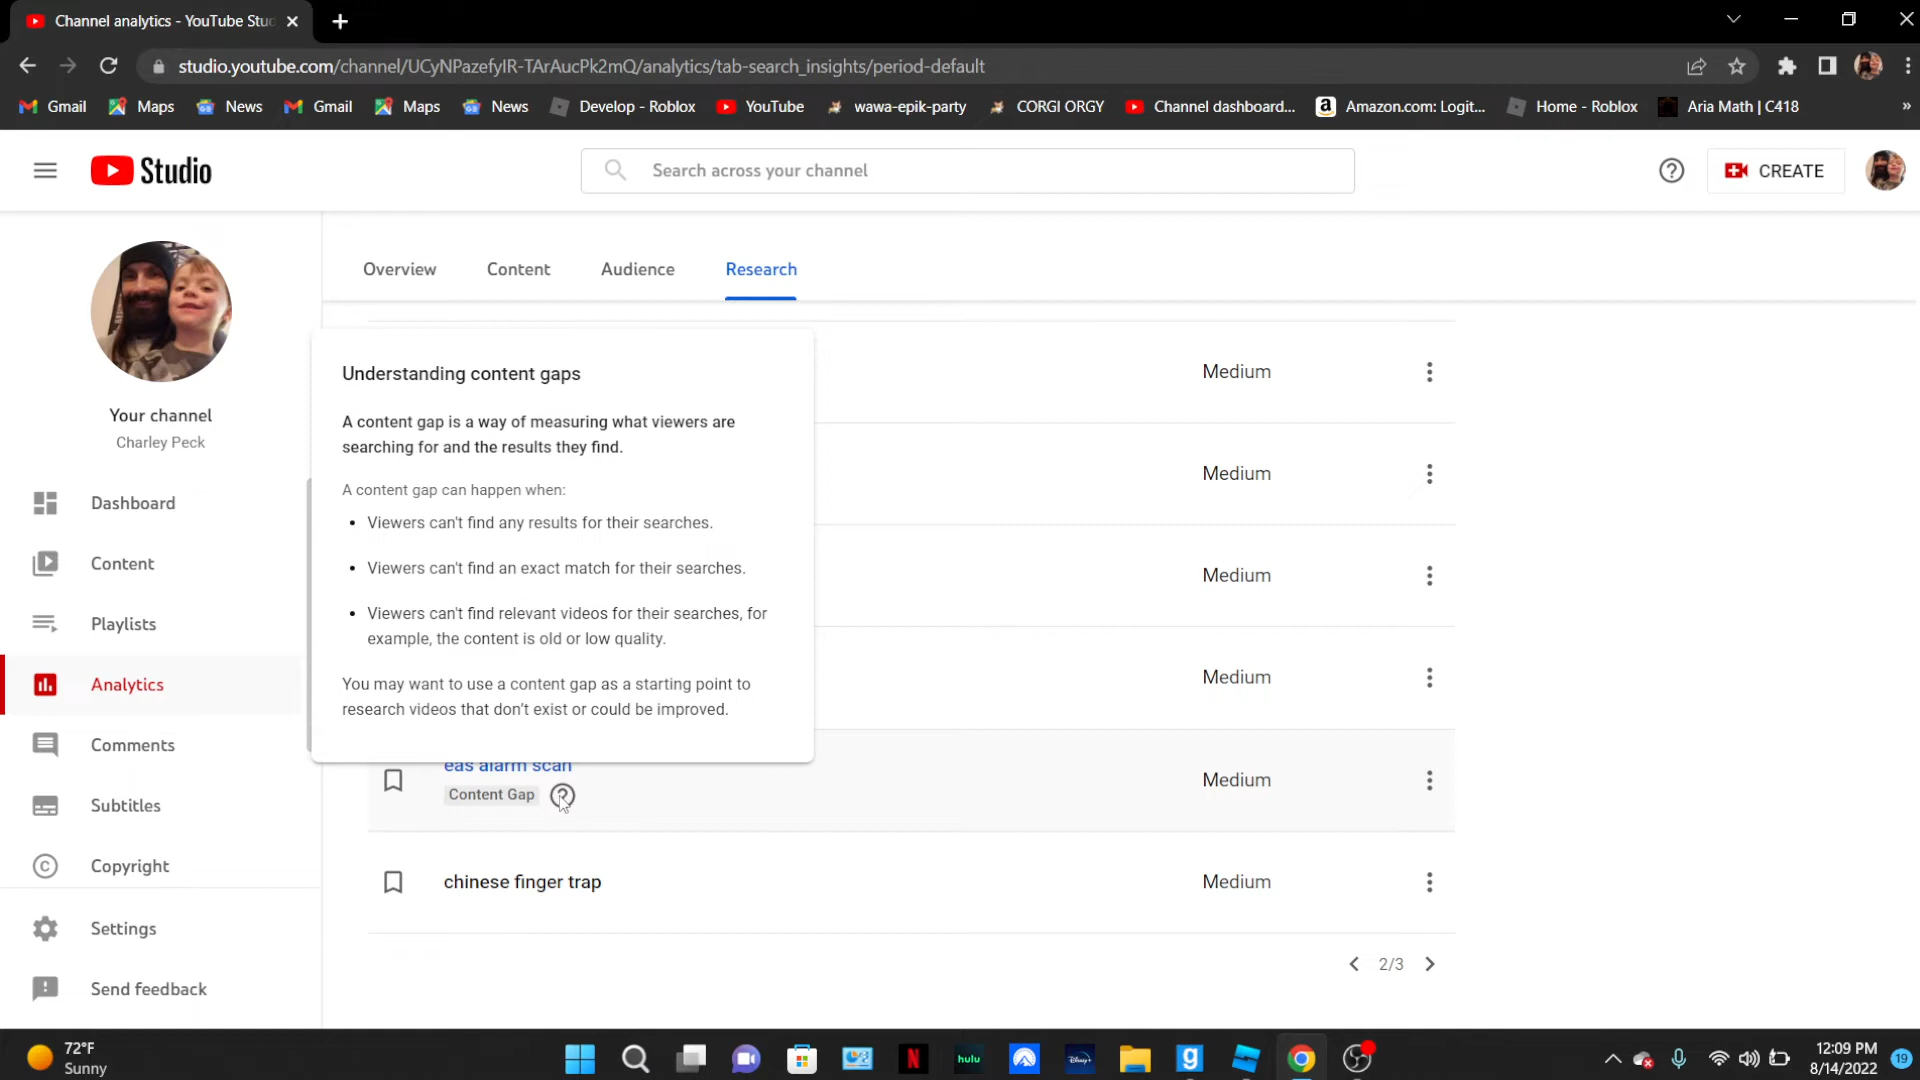 Channel analytics - YouTube Stu
studio.youtube.com/channel/UCyNPazefyIR-TArAucPk2mQ/analytics/tab-search_insights/period-default
Gmail Maps News Gmail Maps News Develop - Roblox YouTube wawa-epik-party CORGI ORGY Channel dashboard... Amazon.com: Logit... Home - Roblox Aria Math | C418 »
Studio
Search across your channel
CREATE
Overview Content Audience Research
Your channel
Charley Peck
Dashboard
Content
Playlists
Analytics
Comments
Subtitles
Copyright
Settings
Send feedback
Understanding content gaps
A content gap is a way of measuring what viewers are
searching for and the results they find.
A content gap can happen when:
• Viewers can't find any results for their searches.
• Viewers can't find an exact match for their searches.
• Viewers can't find relevant videos for their searches, for
example, the content is old or low quality.
You may want to use a content gap as a starting point to
research videos that don't exist or could be improved.
Medium
Medium
Medium
Medium
eas alarm scan
Content Gap
Medium
chinese finger trap
Medium
2/3
72°F
Sunny
hulu
Disney+
12:09 PM
8/14/2022
19